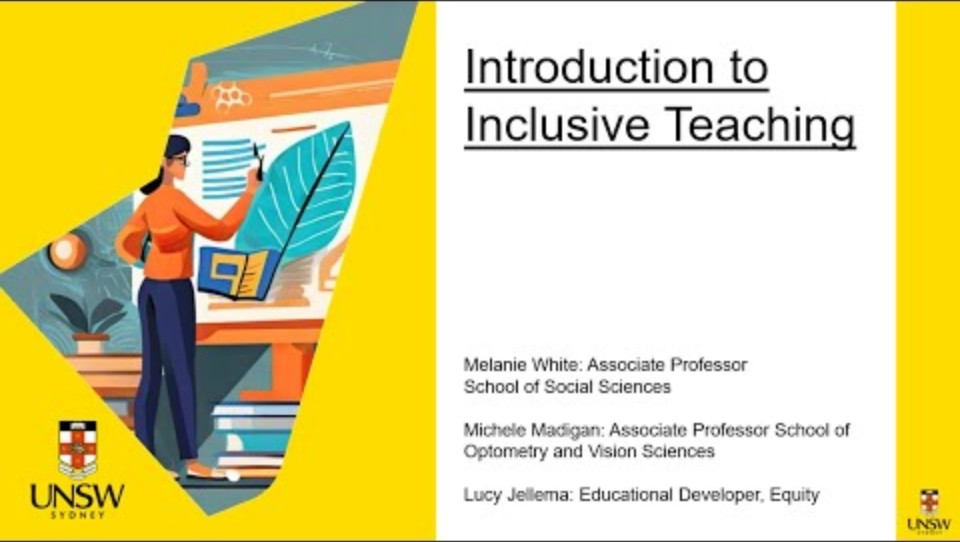 Introduction to
Inclusive Teaching
Melanie White: Associate Professor
School of Social Sciences
Michele Madigan: Associate Professor School of
Optometry and Vision Sciences
Lucy Jellema: Educational Developer, Equity
UNSW
SYDNEY
UNSW
SYDNEY